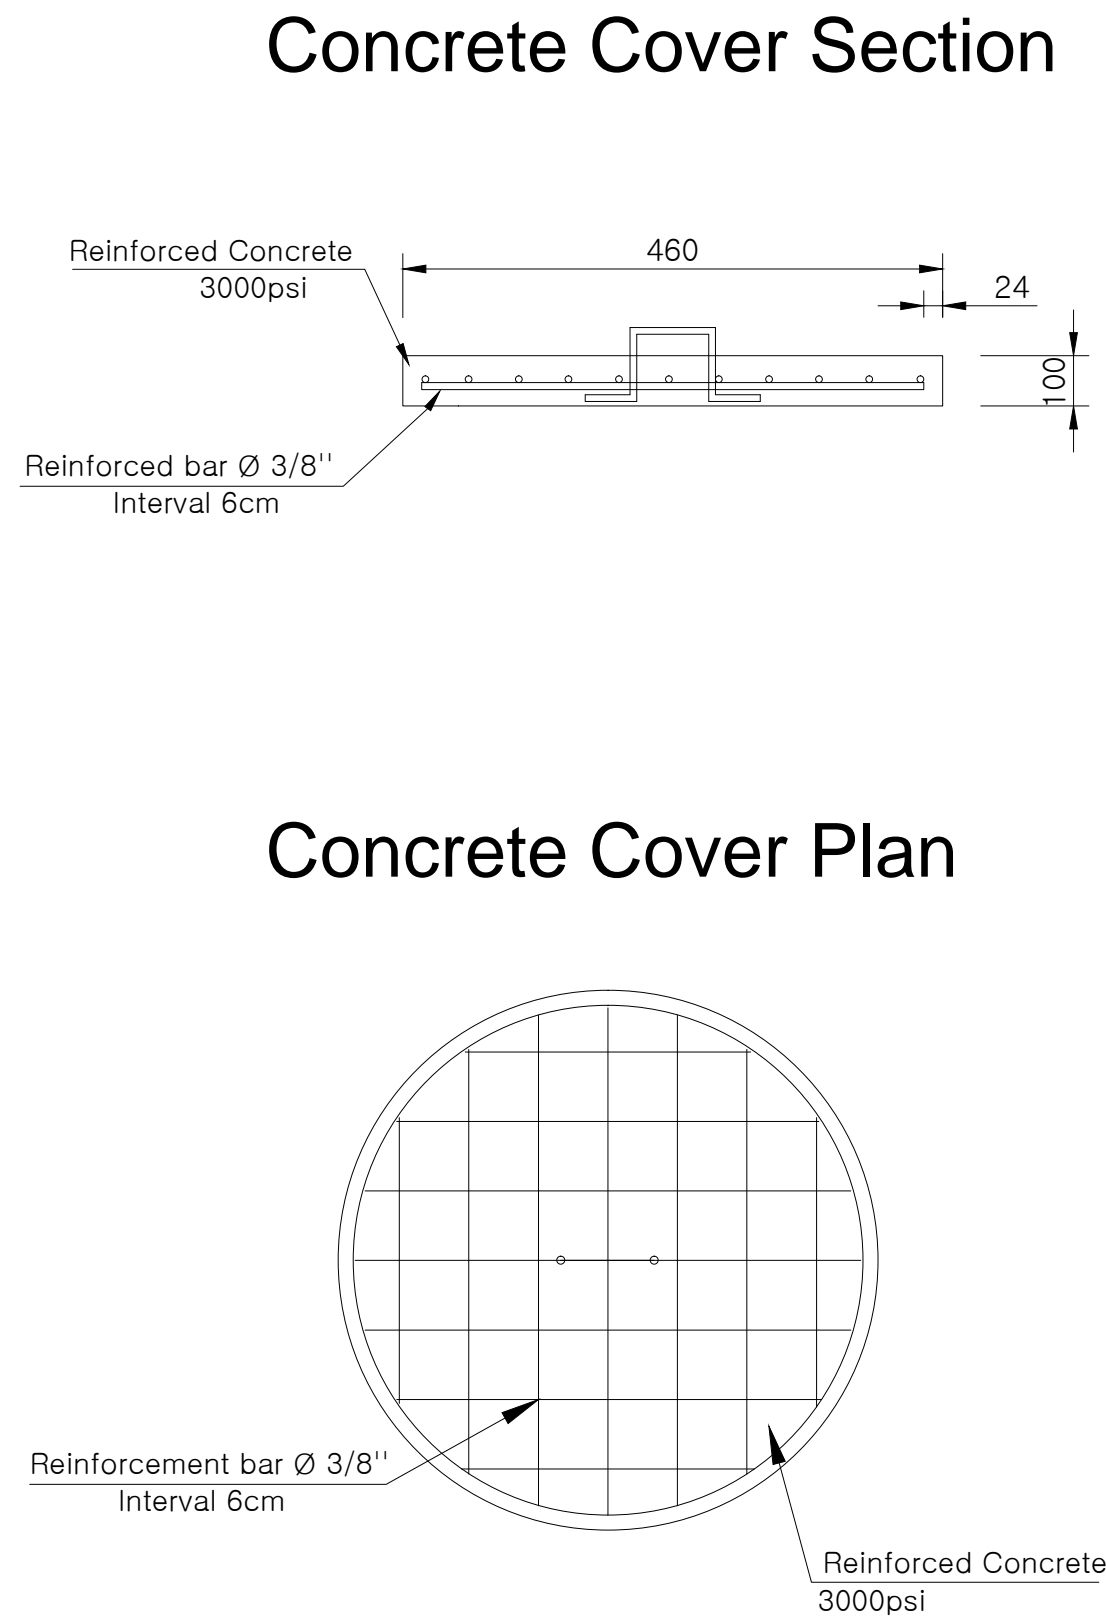 Concrete Cover Section
Reinforced Concrete
3000psi
460
24
100
Reinforced bar Ø 3/8''
Interval 6cm
Concrete Cover Plan
Reinforcement bar Ø 3/8''
Interval 6cm
Reinforced Concrete
3000psi